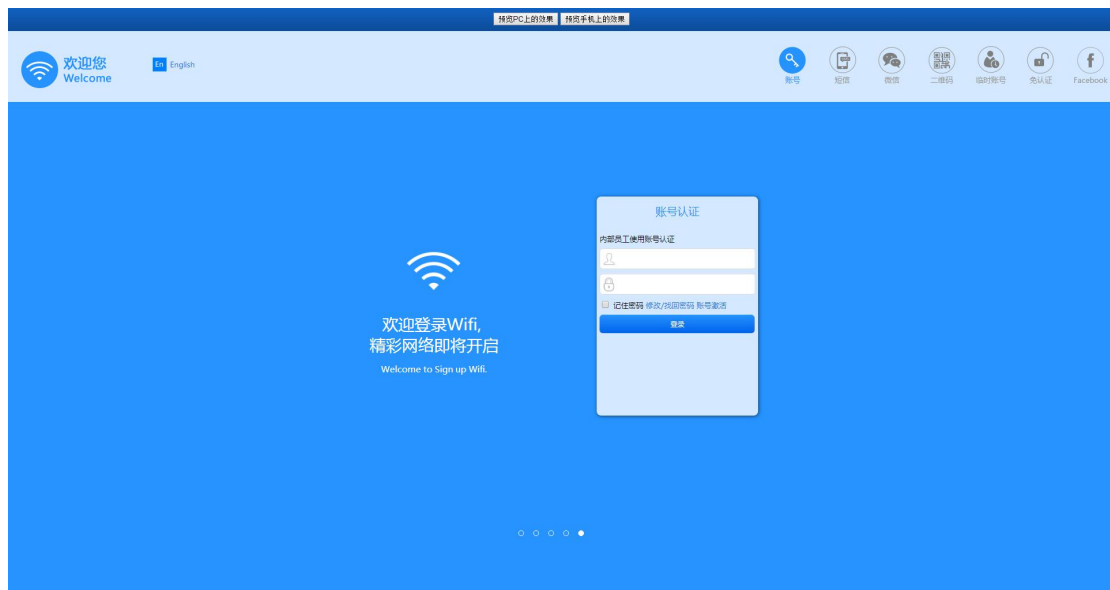 预览PC上的效果 预览手机上的效果
欢迎您
Welcome
En English
账号 短信 微信 二维码 临时账号 免认证 Facebook
账号认证
内部员工使用账号认证
记住密码 修改/找回密码 账号激活
登录
欢迎登录Wifi,
精彩网络即将开启
Welcome to Sign up Wifi.